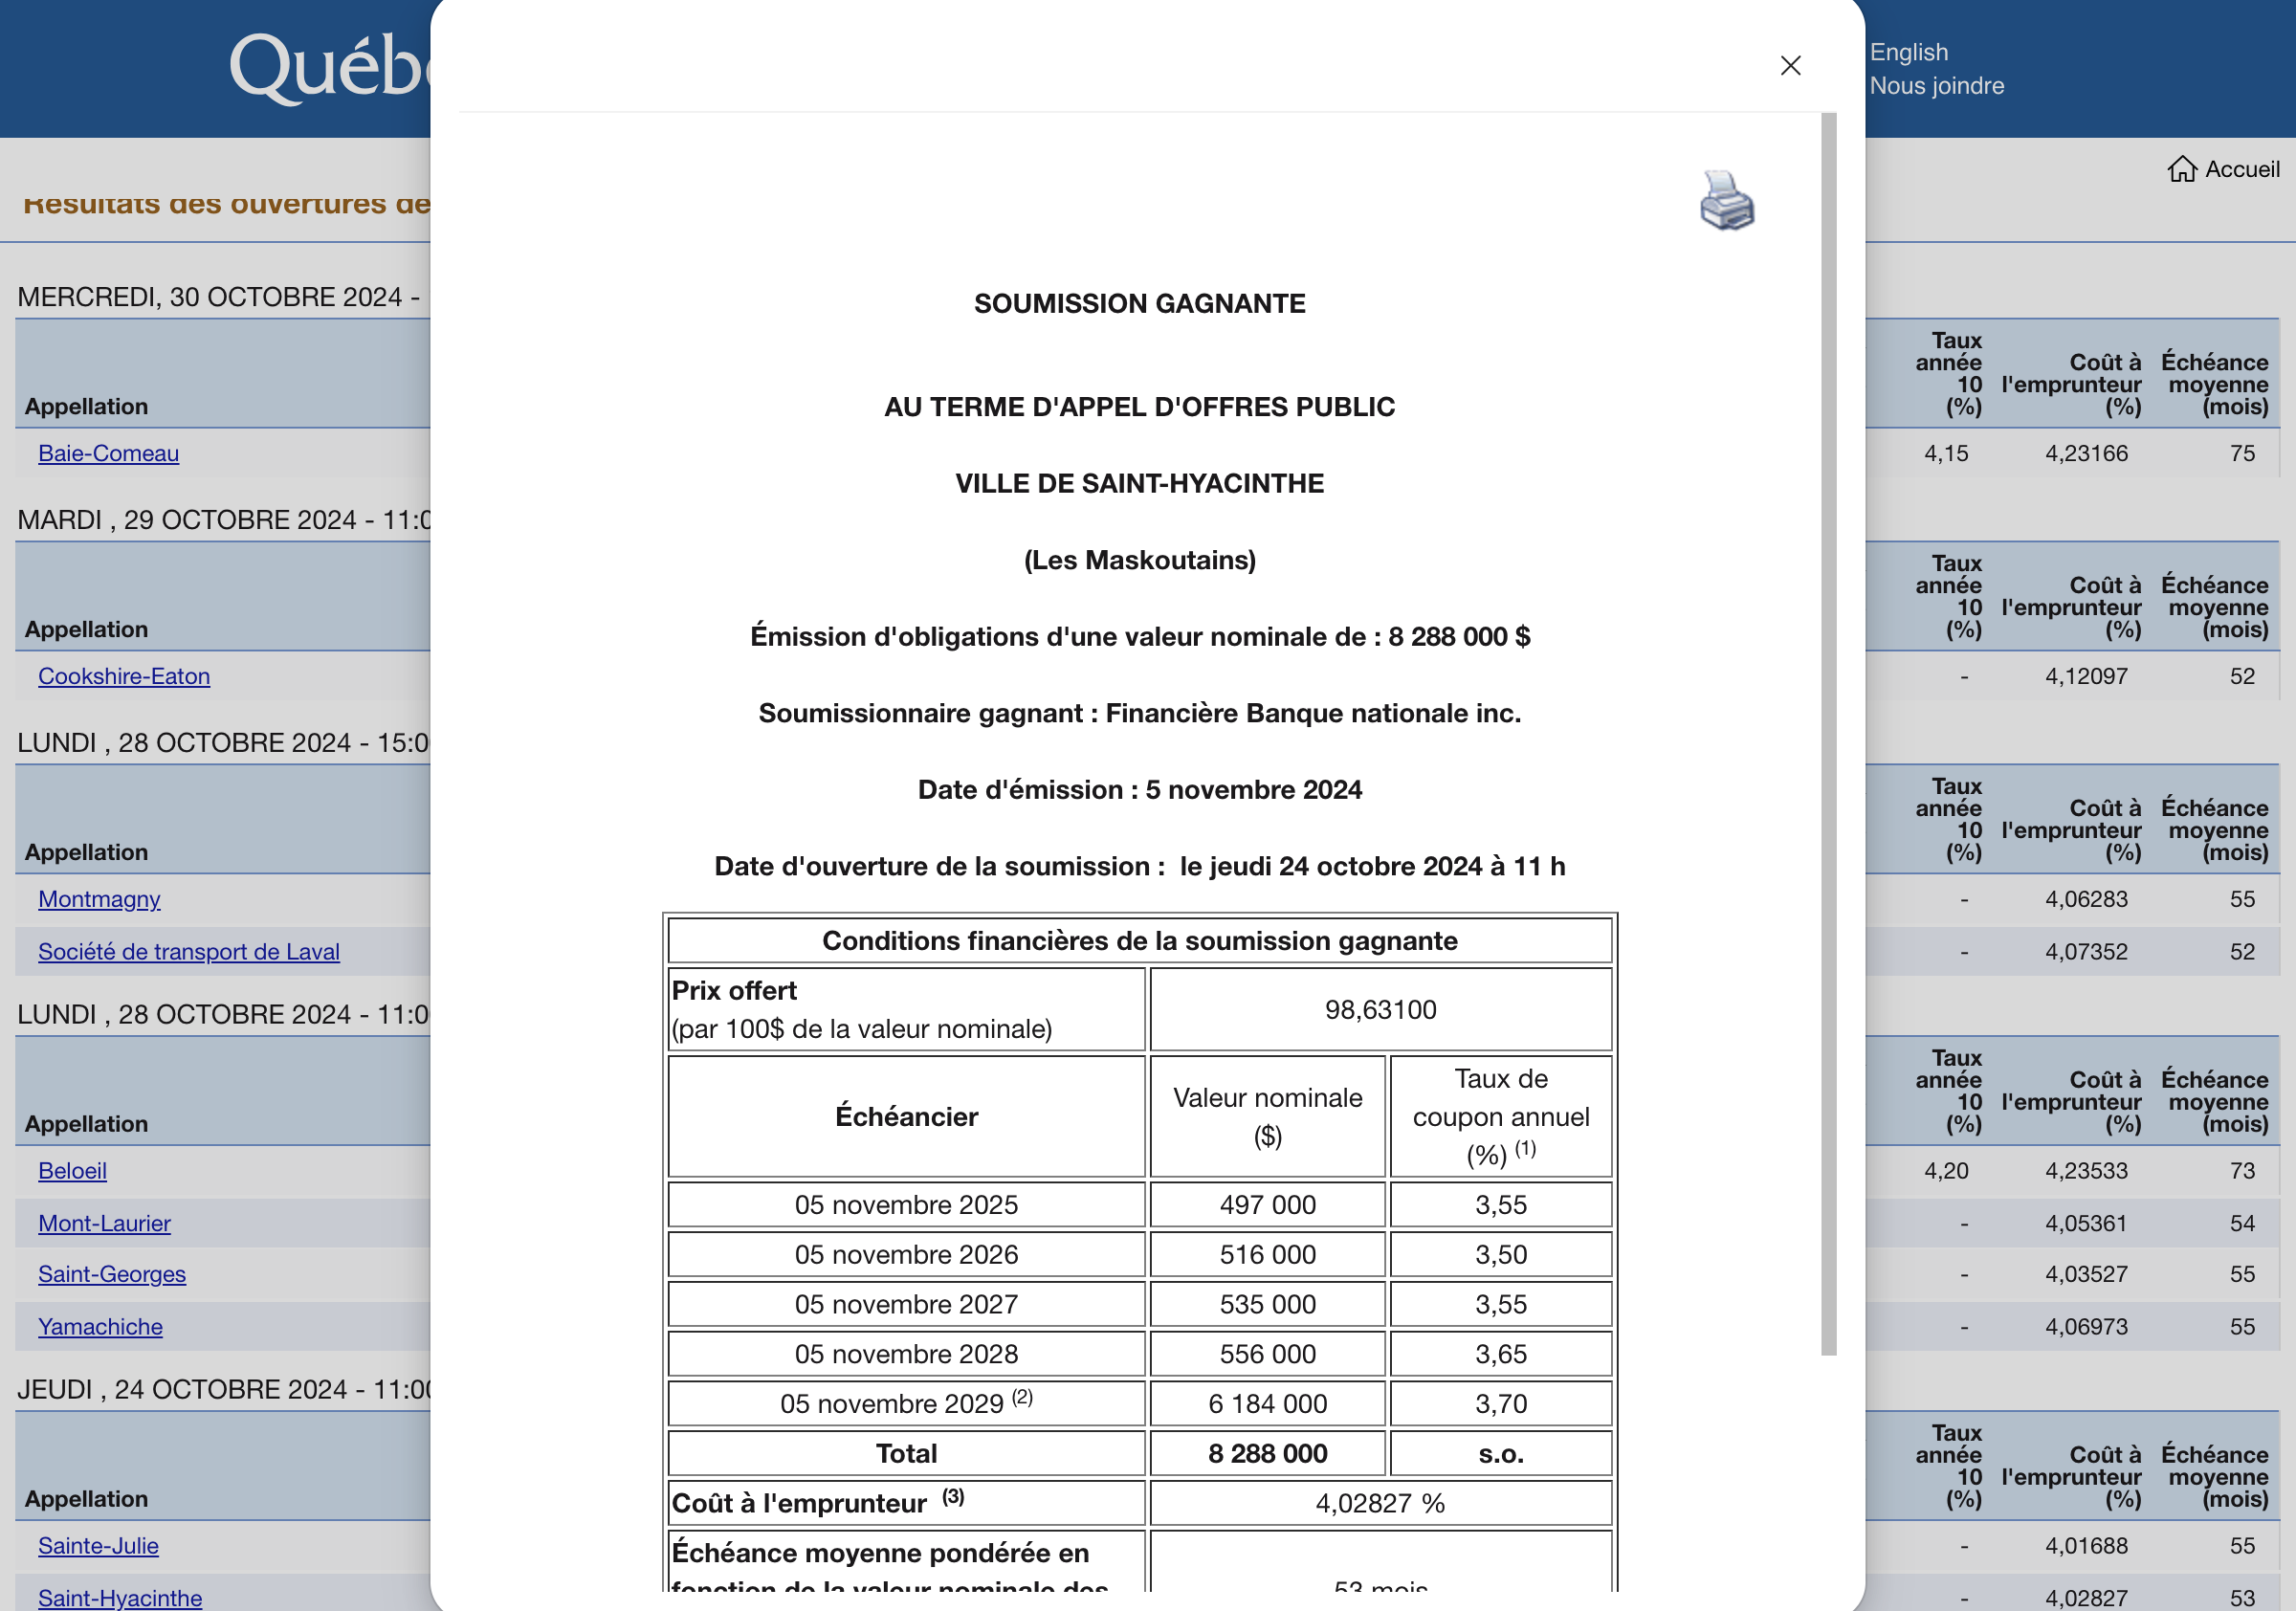 Québ
English
Nous joindre
Accueil
Résultats des ouvertures de
MERCREDI, 30 OCTOBRE 2024 -
Appellation
Taux année 10 (%)
Coût à l'emprunteur (%)
Échéance moyenne (mois)
Baie-Comeau 4,15 4,23166 75
MARDI , 29 OCTOBRE 2024 - 11:0
Appellation
Taux année 10 (%)
Coût à l'emprunteur (%)
Échéance moyenne (mois)
Cookshire-Eaton - 4,12097 52
LUNDI , 28 OCTOBRE 2024 - 15:0
Appellation
Taux année 10 (%)
Coût à l'emprunteur (%)
Échéance moyenne (mois)
Montmagny - 4,06283 55
Société de transport de Laval - 4,07352 52
LUNDI , 28 OCTOBRE 2024 - 11:0
Appellation
Taux année 10 (%)
Coût à l'emprunteur (%)
Échéance moyenne (mois)
Beloeil 4,20 4,23533 73
Mont-Laurier - 4,05361 54
Saint-Georges - 4,03527 55
Yamachiche - 4,06973 55
JEUDI , 24 OCTOBRE 2024 - 11:00
Appellation
Taux année 10 (%)
Coût à l'emprunteur (%)
Échéance moyenne (mois)
Sainte-Julie - 4,01688 55
Saint-Hyacinthe - 4,02827 53
SOUMISSION GAGNANTE
AU TERME D'APPEL D'OFFRES PUBLIC
VILLE DE SAINT-HYACINTHE
(Les Maskoutains)
Émission d'obligations d'une valeur nominale de : 8 288 000 $
Soumissionnaire gagnant : Financière Banque nationale inc.
Date d'émission : 5 novembre 2024
Date d'ouverture de la soumission : le jeudi 24 octobre 2024 à 11 h
Conditions financières de la soumission gagnante
Prix offert
(par 100$ de la valeur nominale) 98,63100
Échéancier
Valeur nominale
($)
Taux de
coupon annuel
(%) (1)
05 novembre 2025 497 000 3,55
05 novembre 2026 516 000 3,50
05 novembre 2027 535 000 3,55
05 novembre 2028 556 000 3,65
05 novembre 2029 (2) 6 184 000 3,70
Total 8 288 000 s.o.
Coût à l'emprunteur (3) 4,02827 %
Échéance moyenne pondérée en
fonction de la valeur nominale des 53 mois